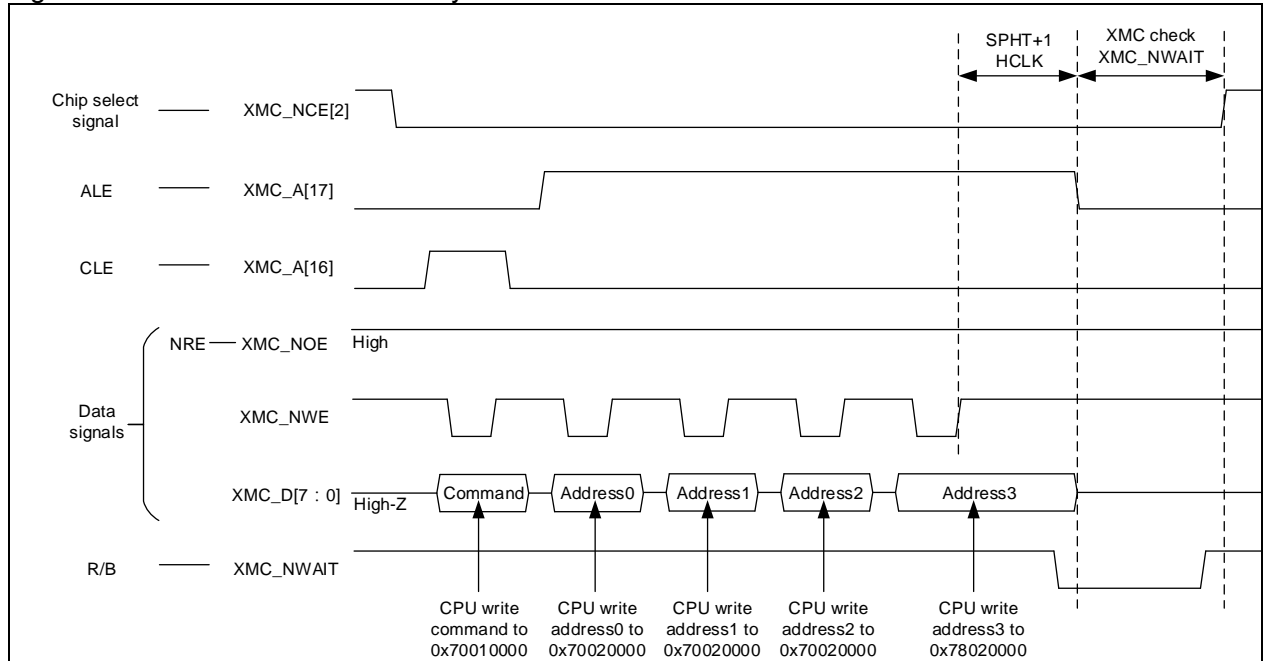 SPHT+1
HCLK
XMC check
XMC_NWAIT
Chip select
signal
XMC_NCE[2]
ALE
XMC_A[17]
CLE
XMC_A[16]
NRE
XMC_NOE
High
Data
signals
XMC_NWE
XMC_D[7 : 0]
High-Z
Command
Address0
Address1
Address2
Address3
R/B
XMC_NWAIT
CPU write
command to
0x70010000
CPU write
address0 to
0x70020000
CPU write
address1 to
0x70020000
CPU write
address2 to
0x70020000
CPU write
address3 to
0x78020000